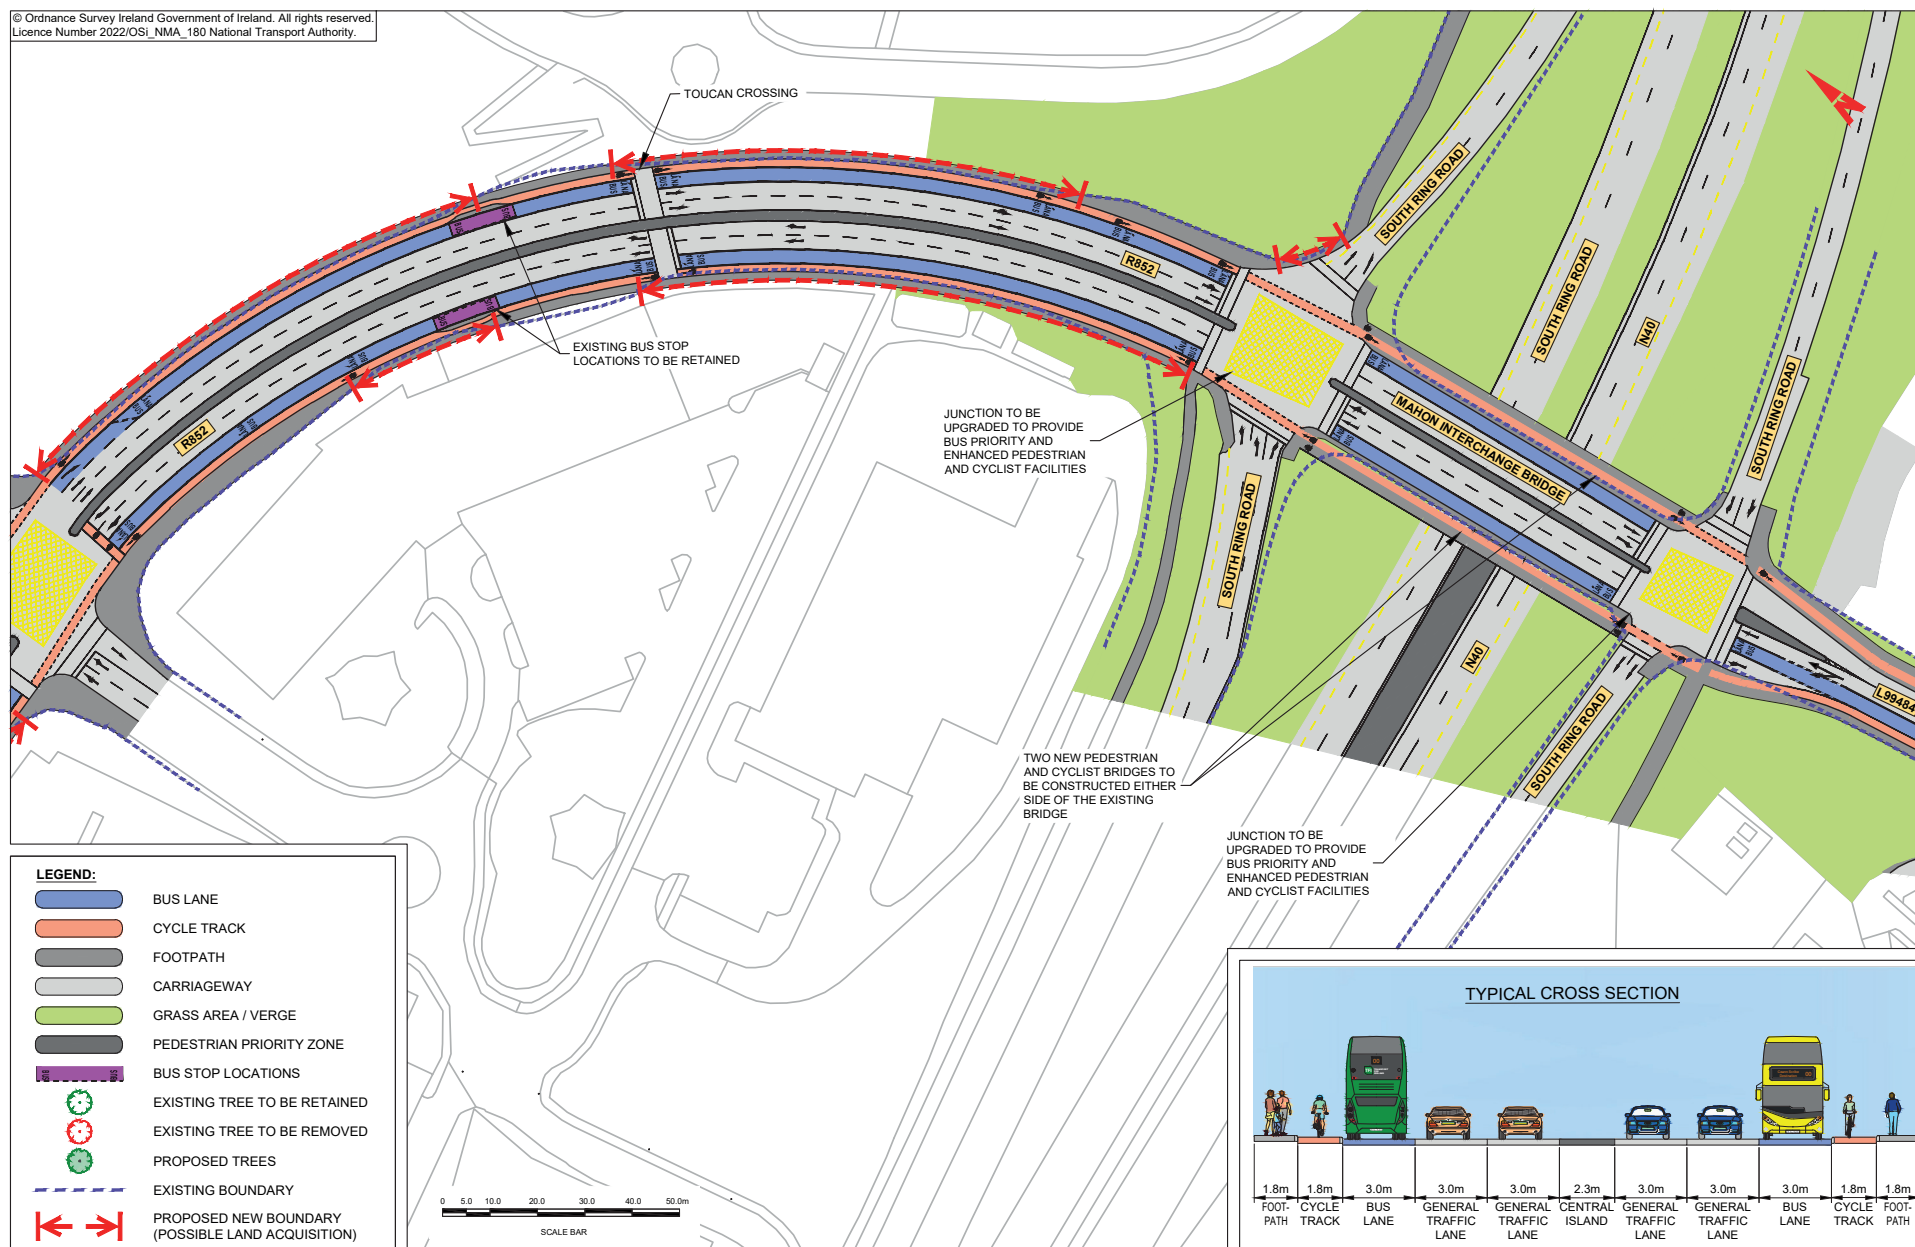 © Ordnance Survey Ireland Government of Ireland. All rights reserved.
Licence Number 2022/OSi_NMA_180 National Transport Authority.
TOUCAN CROSSING
SOUTH RING ROAD
SOUTH RING ROAD
N40
R852
SOUTH RING ROAD
EXISTING BUS STOP
LOCATIONS TO BE RETAINED
R852
MAHON INTERCHANGE BRIDGE
JUNCTION TO BE
UPGRADED TO PROVIDE
BUS PRIORITY AND
ENHANCED PEDESTRIAN
AND CYCLIST FACILITIES
SOUTH RING ROAD
N40
L99484
SOUTH RING ROAD
TWO NEW PEDESTRIAN
AND CYCLIST BRIDGES TO
BE CONSTRUCTED EITHER
SIDE OF THE EXISTING
BRIDGE
JUNCTION TO BE
UPGRADED TO PROVIDE
BUS PRIORITY AND
ENHANCED PEDESTRIAN
AND CYCLIST FACILITIES
LEGEND:
BUS LANE
CYCLE TRACK
FOOTPATH
CARRIAGEWAY
GRASS AREA / VERGE
PEDESTRIAN PRIORITY ZONE
BUS BUS
BUS STOP LOCATIONS
EXISTING TREE TO BE RETAINED
EXISTING TREE TO BE REMOVED
PROPOSED TREES
EXISTING BOUNDARY
PROPOSED NEW BOUNDARY
(POSSIBLE LAND ACQUISITION)
0 5.0 10.0 20.0 30.0 40.0 50.0m
SCALE BAR
TYPICAL CROSS SECTION
1.8m 1.8m 3.0m 3.0m 3.0m 2.3m 3.0m 3.0m 3.0m 1.8m 1.8m
FOOT- CYCLE BUS GENERAL GENERAL CENTRAL GENERAL GENERAL BUS CYCLE FOOT-
PATH TRACK LANE TRAFFIC TRAFFIC ISLAND TRAFFIC TRAFFIC LANE TRACK PATH
LANE LANE LANE LANE